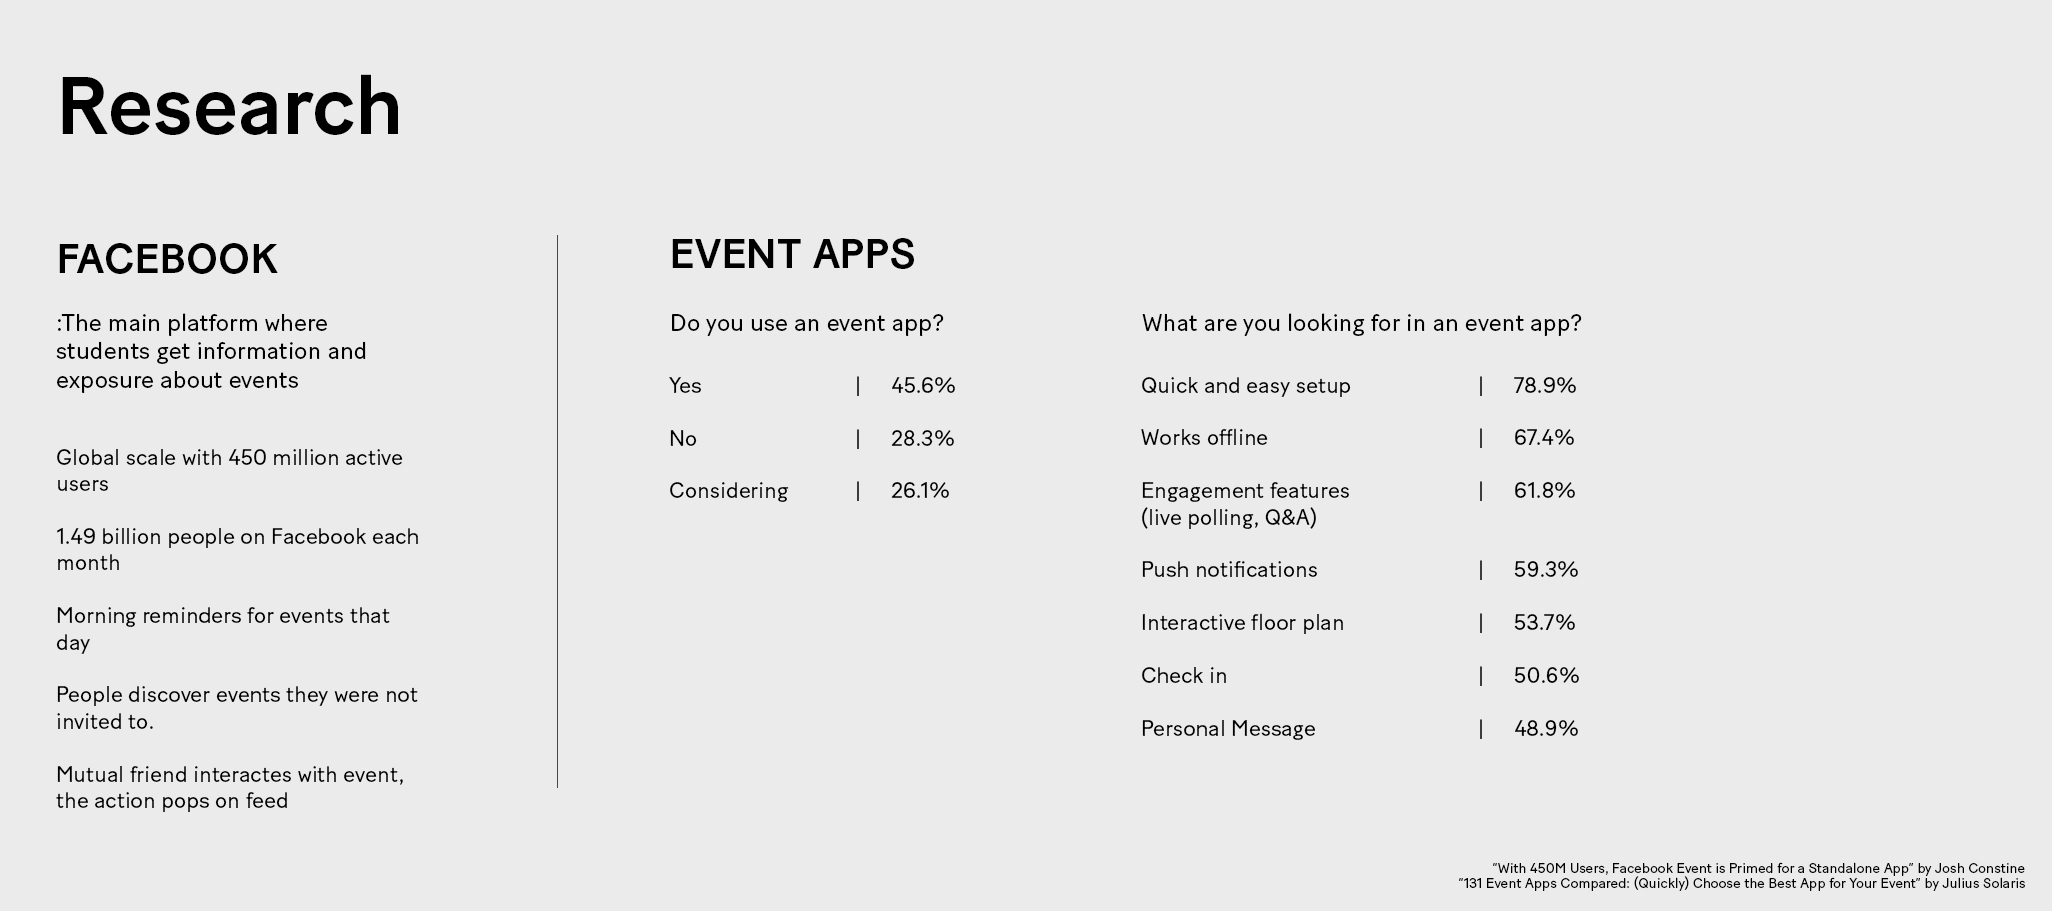 Research
FACEBOOK
:The main platform where
students get information and
exposure about events
Global scale with 450 million active
users
1.49 billion people on Facebook each
month
Morning reminders for events that
day
People discover events they were not
invited to.
Mutual friend interactes with event,
the action pops on feed
EVENT APPS
Do you use an event app?
Yes | 45.6%
No | 28.3%
Considering | 26.1%
What are you looking for in an event app?
Quick and easy setup | 78.9%
Works offline | 67.4%
Engagement features | 61.8%
(live polling, Q&A)
Push notifications | 59.3%
Interactive floor plan | 53.7%
Check in | 50.6%
Personal Message | 48.9%
"With 450M Users, Facebook Event is Primed for a Standalone App" by Josh Constine
"131 Event Apps Compared: (Quickly) Choose the Best App for Your Event" by Julius Solaris